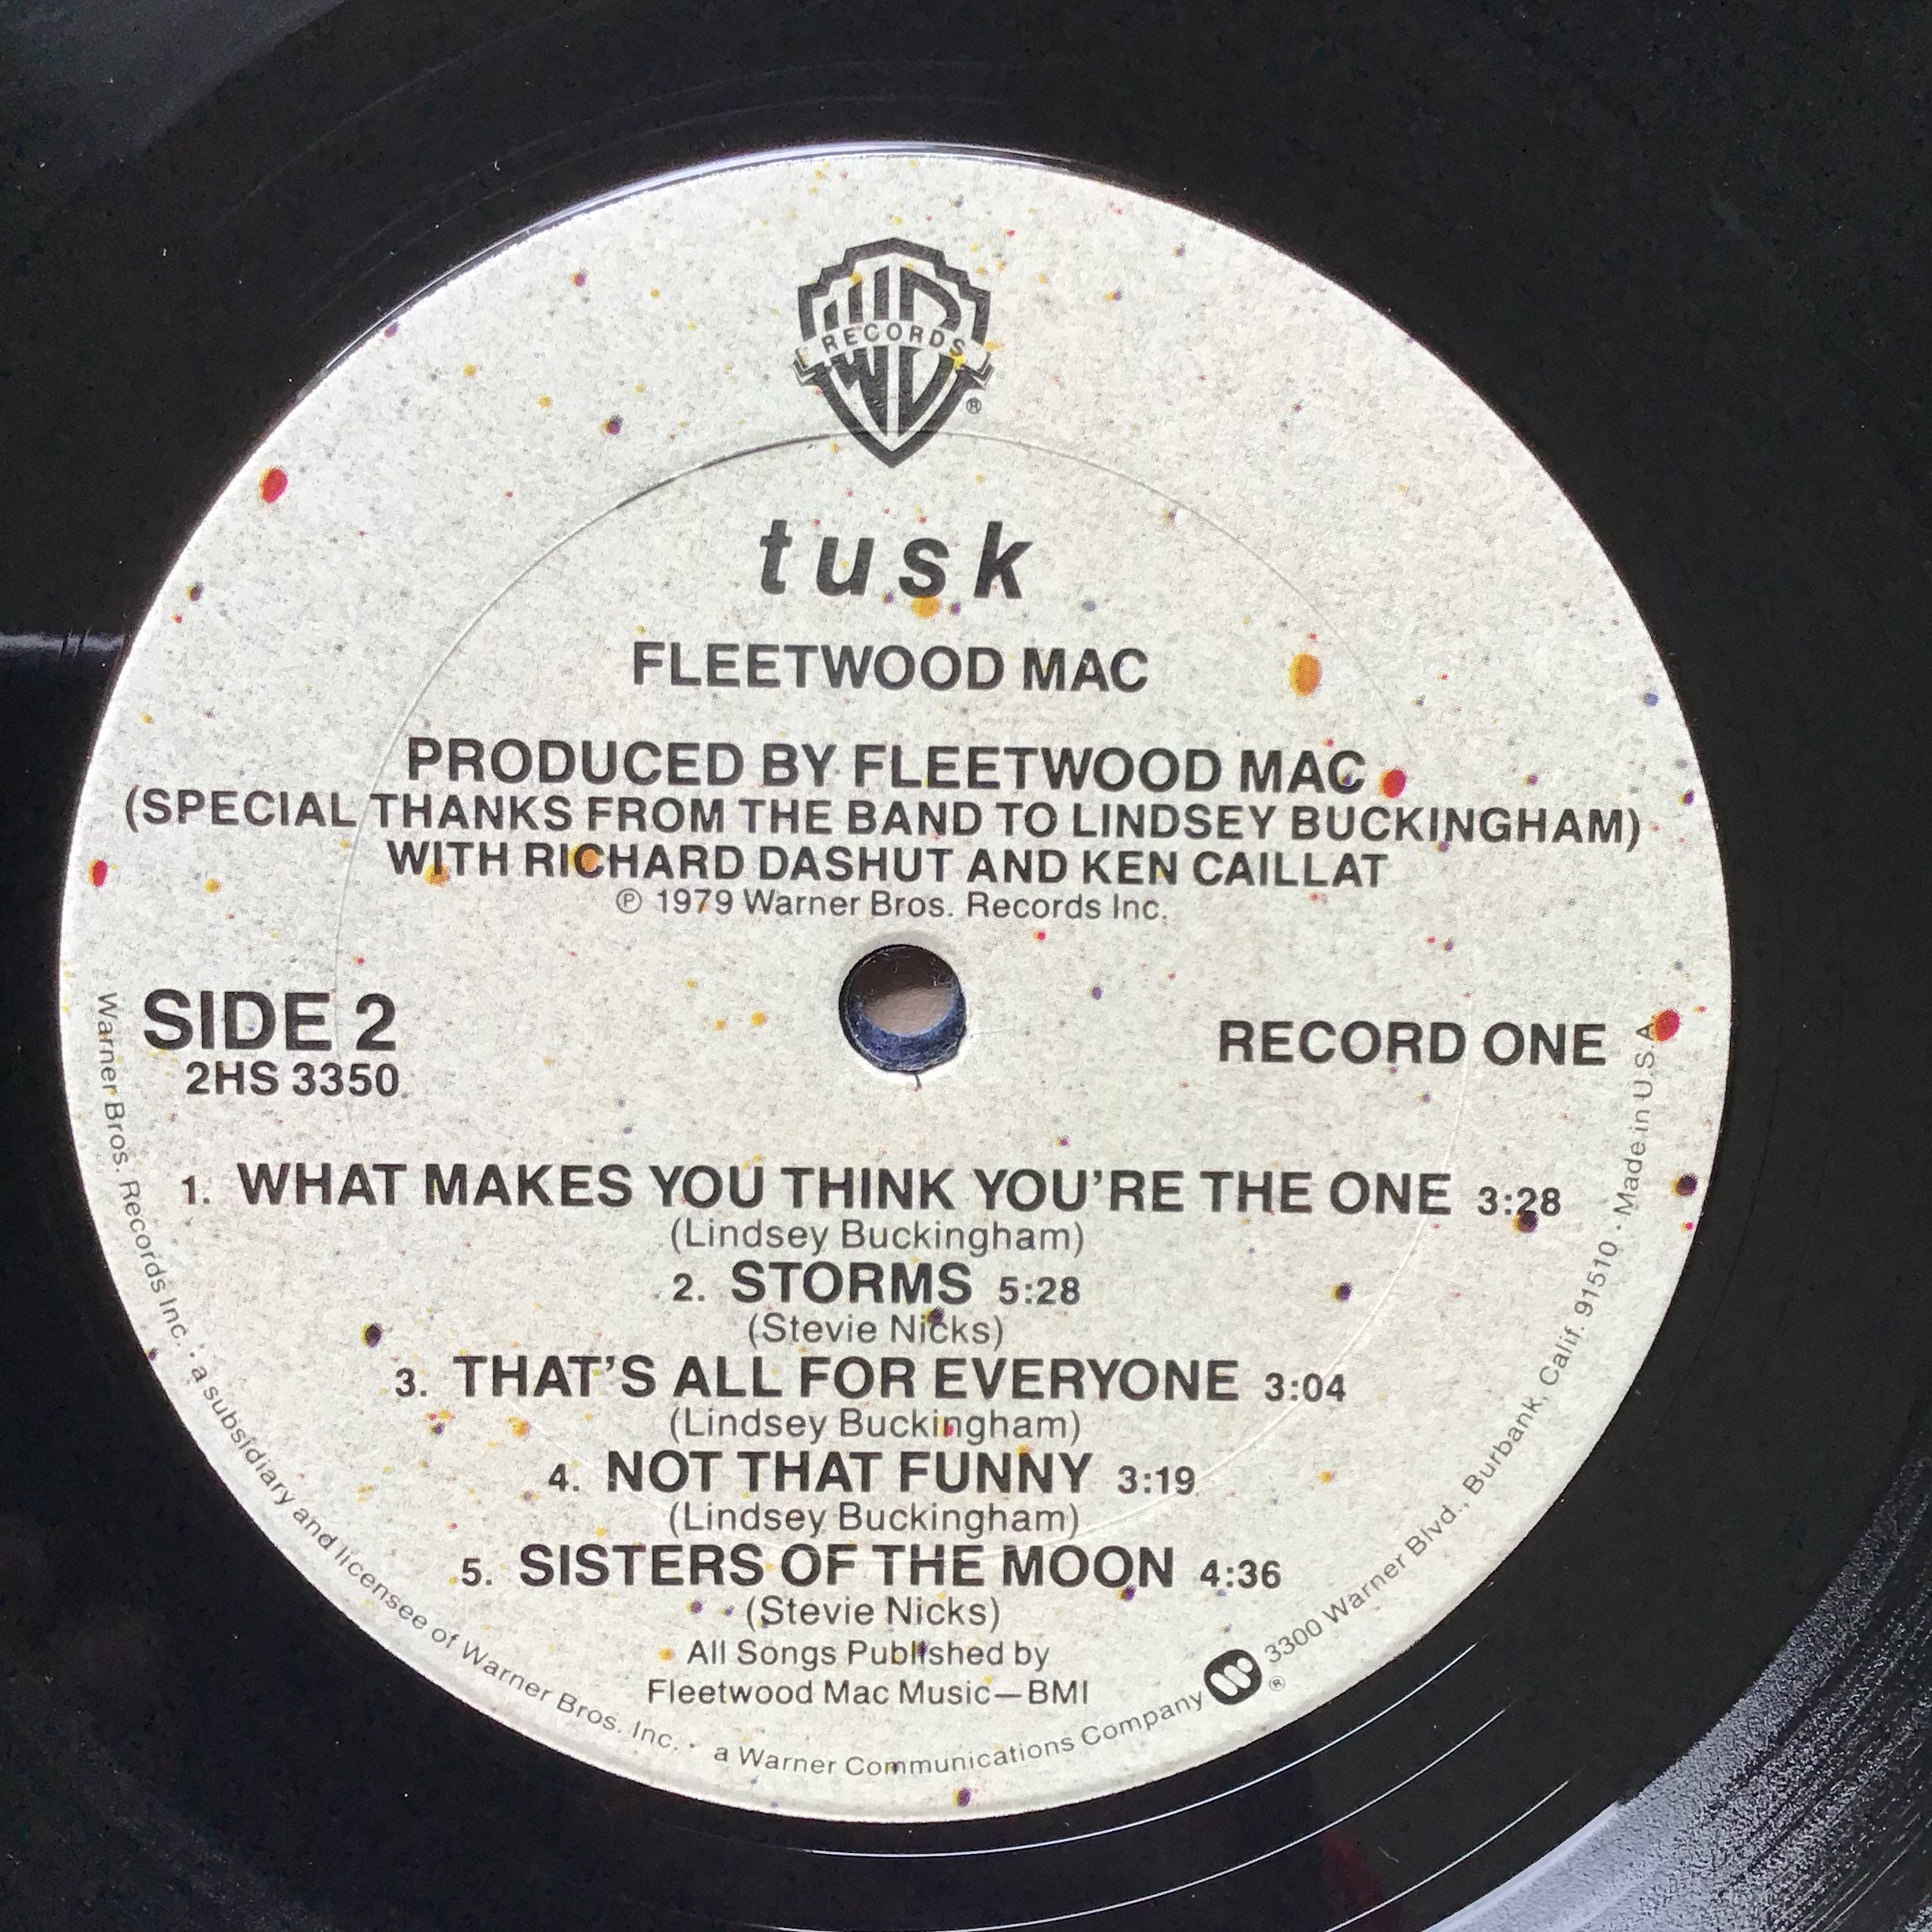 WB
RECORDS
®
tusk
FLEETWOOD MAC
PRODUCED BY FLEETWOOD MAC
(SPECIAL THANKS FROM THE BAND TO LINDSEY BUCKINGHAM)
WITH RICHARD DASHUT AND KEN CAILLAT
℗ 1979 Warner Bros. Records Inc.
SIDE 2
2HS 3350
RECORD ONE
1. WHAT MAKES YOU THINK YOU'RE THE ONE 3:28
(Lindsey Buckingham)
2. STORMS 5:28
(Stevie Nicks)
3. THAT'S ALL FOR EVERYONE 3:04
(Lindsey Buckingham)
4. NOT THAT FUNNY 3:19
(Lindsey Buckingham)
5. SISTERS OF THE MOON 4:36
(Stevie Nicks)
All Songs Published by
Fleetwood Mac Music—BMI
Warner Bros. Records Inc. · a subsidiary and licensee of Warner Bros. Inc. · a Warner Communications Company ® 3300 Warner Blvd., Burbank, Calif. 91510 · Made in U.S.A.